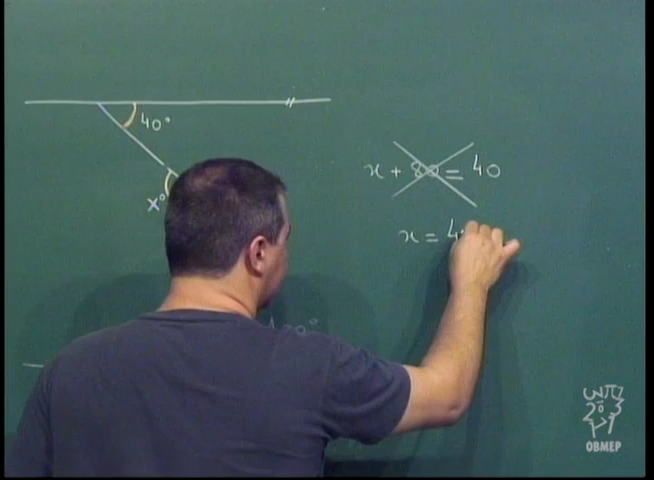 40°
x + 80 = 40
x°
x = 4
OBMEP